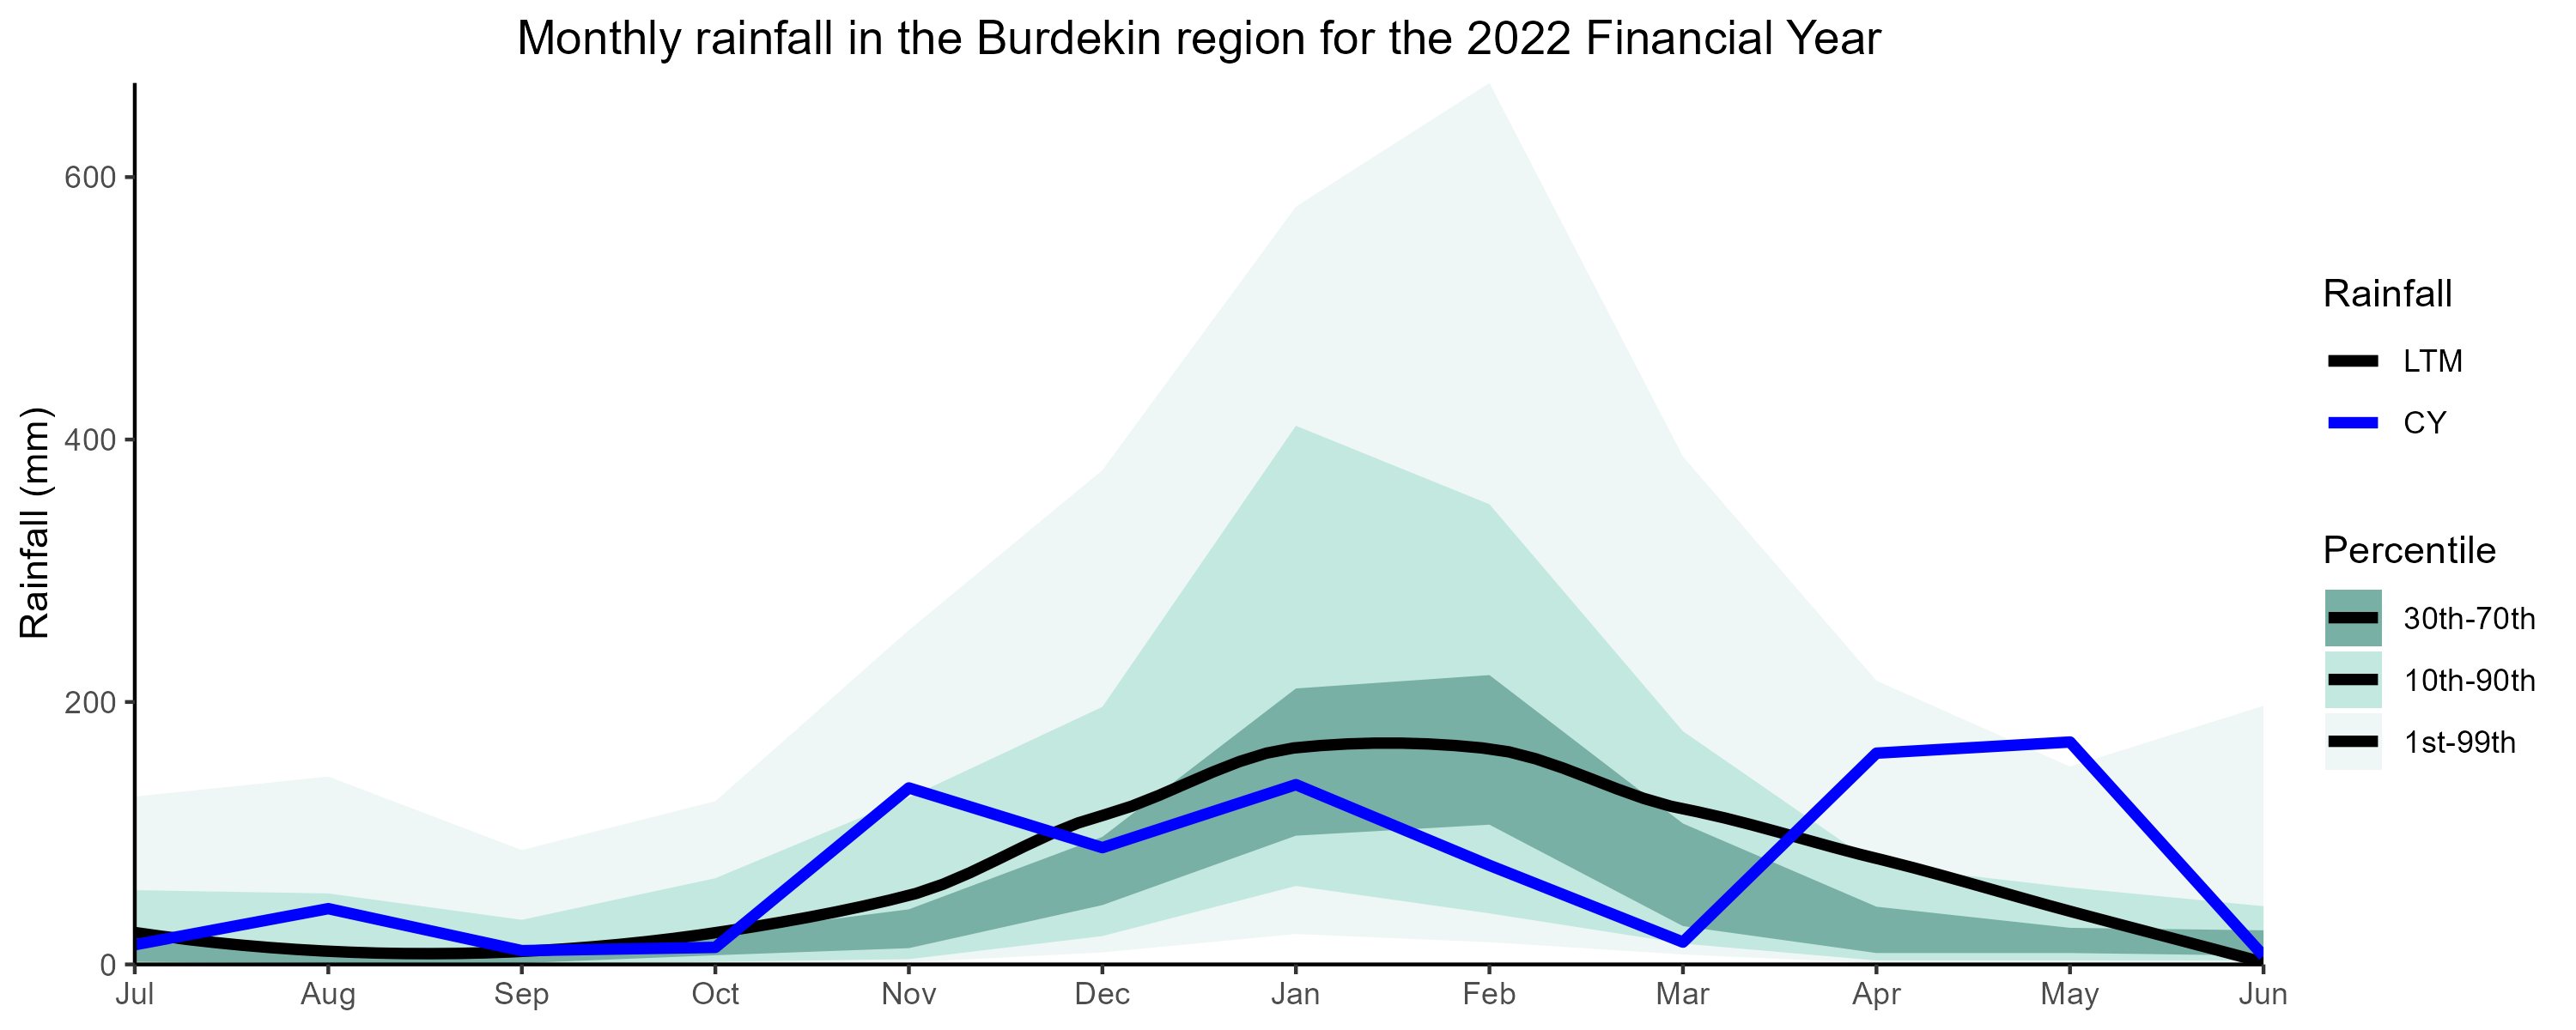 Monthly rainfall in the Burdekin region for the 2022 Financial Year
Rainfall (mm)
600
400
200
0
Jul Aug Sep Oct Nov Dec Jan Feb Mar Apr May Jun
Rainfall
LTM
CY
Percentile
30th-70th
10th-90th
1st-99th